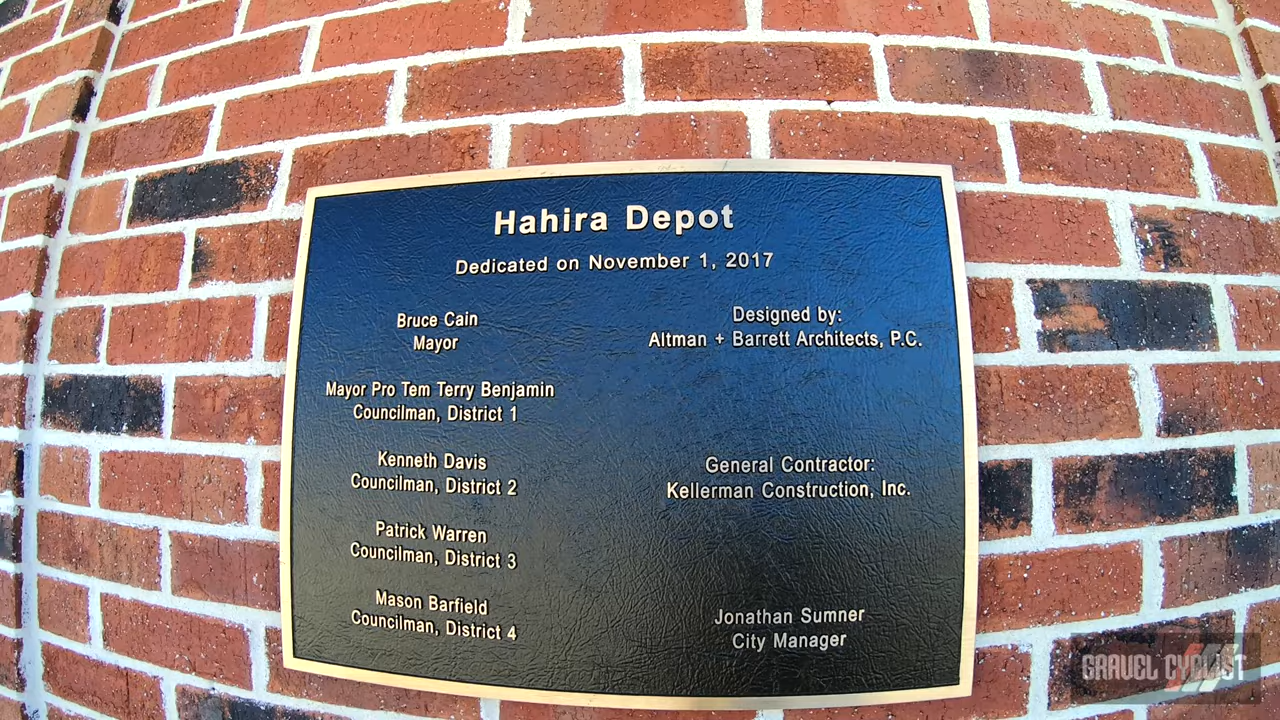 Hahira Depot
Dedicated on November 1, 2017
Bruce Cain
Mayor
Mayor Pro Tem Terry Benjamin
Councilman, District 1
Kenneth Davis
Councilman, District 2
Patrick Warren
Councilman, District 3
Mason Barfield
Councilman, District 4
Designed by:
Altman + Barrett Architects, P.C.
General Contractor:
Kellerman Construction, Inc.
Jonathan Sumner
City Manager
GRAVEL CYCLIST